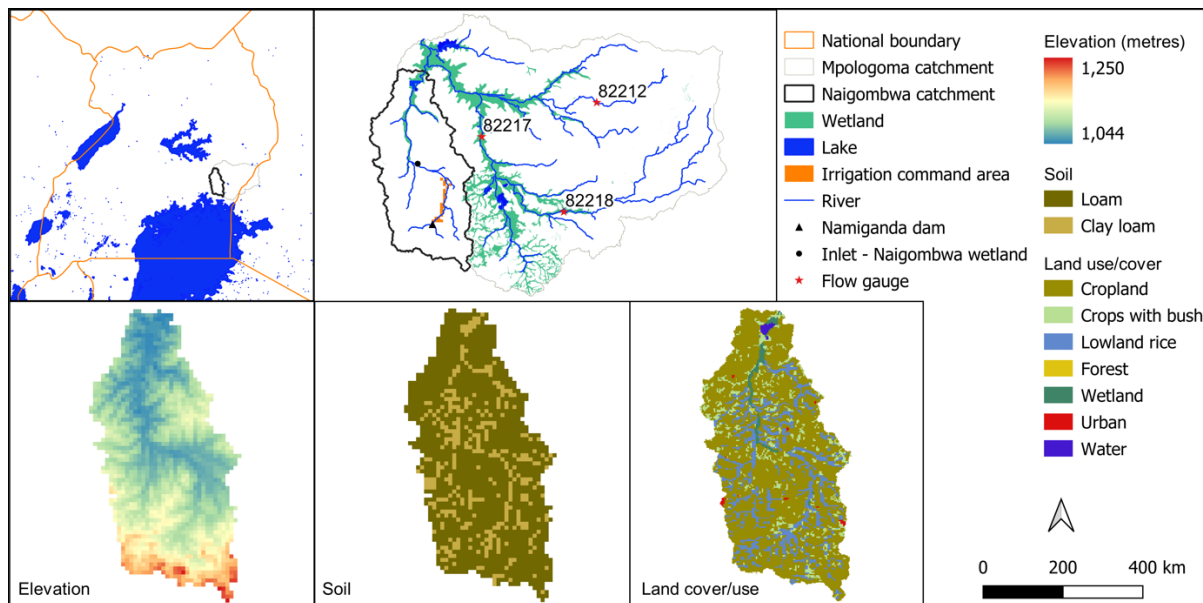 82212
82217
82218
National boundary
Mpologoma catchment
Naigombwa catchment
Wetland
Lake
Irrigation command area
River
Namiganda dam
Inlet - Naigombwa wetland
Flow gauge
Elevation (metres)
1,250
1,044
Soil
Loam
Clay loam
Land use/cover
Cropland
Crops with bush
Lowland rice
Forest
Wetland
Urban
Water
0 200 400 km
Elevation
Soil
Land cover/use